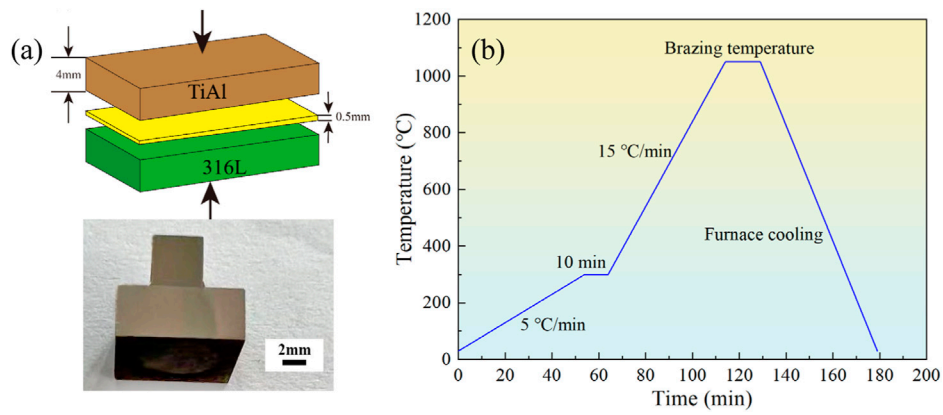 (a)
4mm
TiAl
0.5mm
316L
2mm
(b)
Brazing temperature
15 °C/min
Furnace cooling
10 min
5 °C/min
Temperature (°C)
1200
1000
800
600
400
200
0
0 20 40 60 80 100 120 140 160 180 200
Time (min)